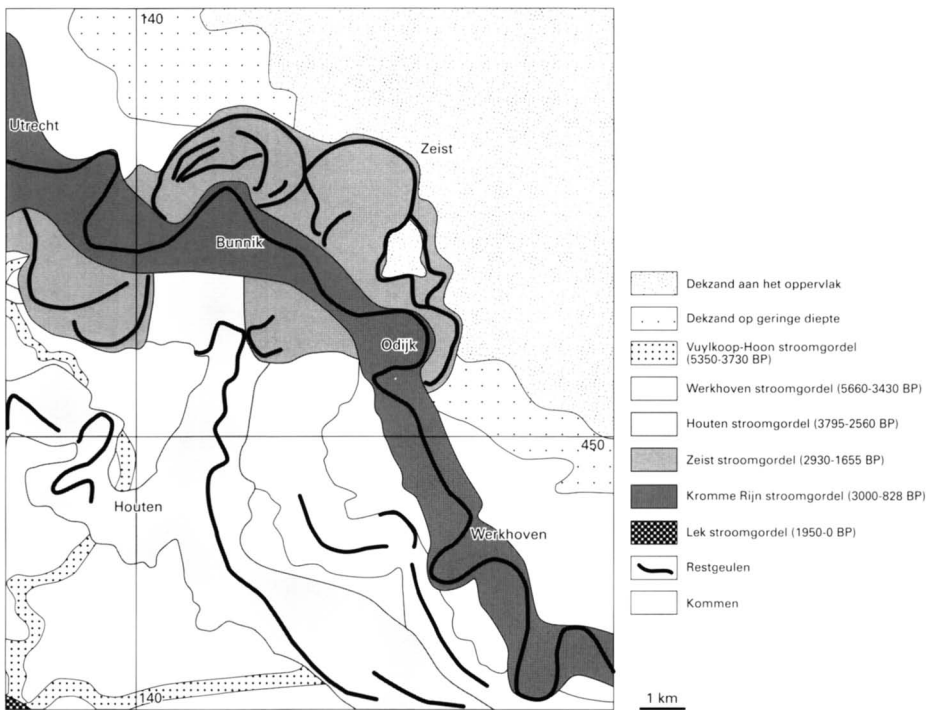 140
Utrecht
Zeist
Bunnik
Odijk
450
Houten
Werkhoven
140
Dekzand aan het oppervlak
Dekzand op geringe diepte
Vuylkoop-Hoon stroomgordel
(5350-3730 BP)
Werkhoven stroomgordel (5660-3430 BP)
Houten stroomgordel (3795-2560 BP)
Zeist stroomgordel (2930-1655 BP)
Kromme Rijn stroomgordel (3000-828 BP)
Lek stroomgordel (1950-0 BP)
Restgeulen
Kommen
1 km